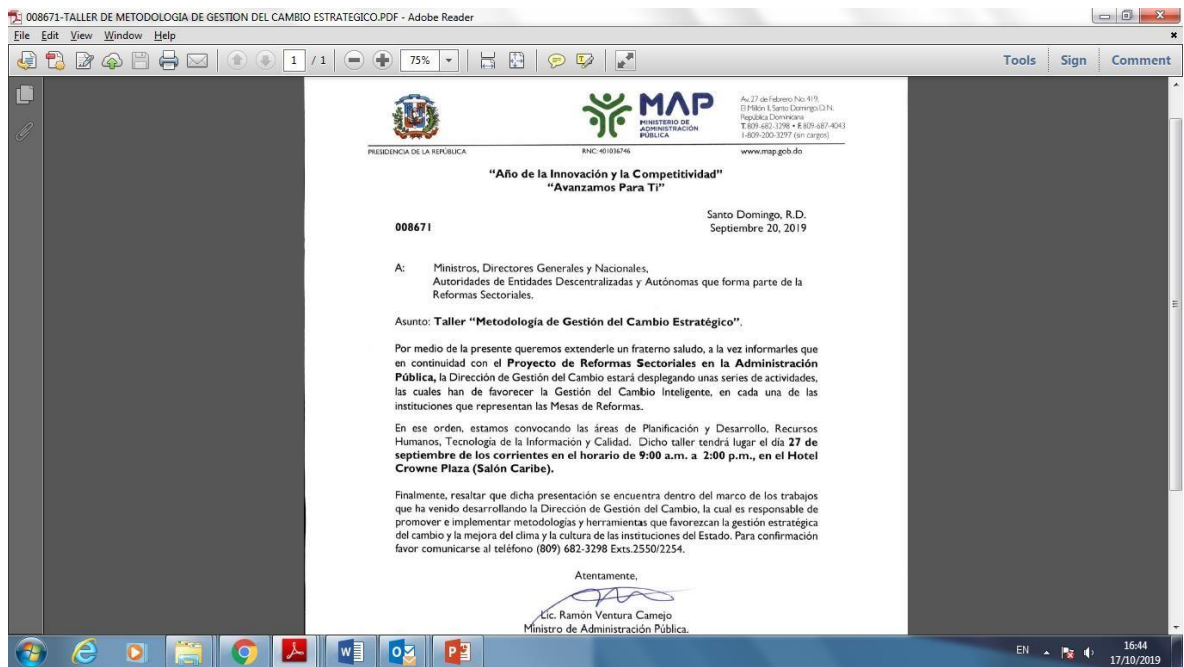 008671-TALLER DE METODOLOGIA DE GESTION DEL CAMBIO ESTRATEGICO.PDF - Adobe Reader
File Edit View Window Help
1 / 1 75% Tools Sign Comment
MAP
MINISTERIO DE
ADMINISTRACIÓN
PÚBLICA
Av. 27 de Febrero No. 419,
El Millón II, Santo Domingo, D.N.
República Dominicana
T. 809-682-3298 • F. 809-687-4043
1-809-200-3297 (sin cargos)
PRESIDENCIA DE LA REPÚBLICA
RNC: 401036746
www.map.gob.do
"Año de la Innovación y la Competitividad"
"Avanzamos Para Ti"
Santo Domingo, R.D.
008671
Septiembre 20, 2019
A: Ministros, Directores Generales y Nacionales,
Autoridades de Entidades Descentralizadas y Autónomas que forma parte de la
Reformas Sectoriales.
Asunto: Taller "Metodología de Gestión del Cambio Estratégico".
Por medio de la presente queremos extenderle un fraterno saludo, a la vez informarles que
en continuidad con el Proyecto de Reformas Sectoriales en la Administración
Pública, la Dirección de Gestión del Cambio estará desplegando unas series de actividades,
las cuales han de favorecer la Gestión del Cambio Inteligente, en cada una de las
instituciones que representan las Mesas de Reformas.
En ese orden, estamos convocando las áreas de Planificación y Desarrollo, Recursos
Humanos, Tecnología de la Información y Calidad. Dicho taller tendrá lugar el día 27 de
septiembre de los corrientes en el horario de 9:00 a.m. a 2:00 p.m., en el Hotel
Crowne Plaza (Salón Caribe).
Finalmente, resaltar que dicha presentación se encuentra dentro del marco de los trabajos
que ha venido desarrollando la Dirección de Gestión del Cambio, la cual es responsable de
promover e implementar metodologías y herramientas que favorezcan la gestión estratégica
del cambio y la mejora del clima y la cultura de las instituciones del Estado. Para confirmación
favor comunicarse al teléfono (809) 682-3298 Exts.2550/2254.
Atentamente,
Lic. Ramón Ventura Camejo
Ministro de Administración Pública.
EN 16:44
17/10/2019